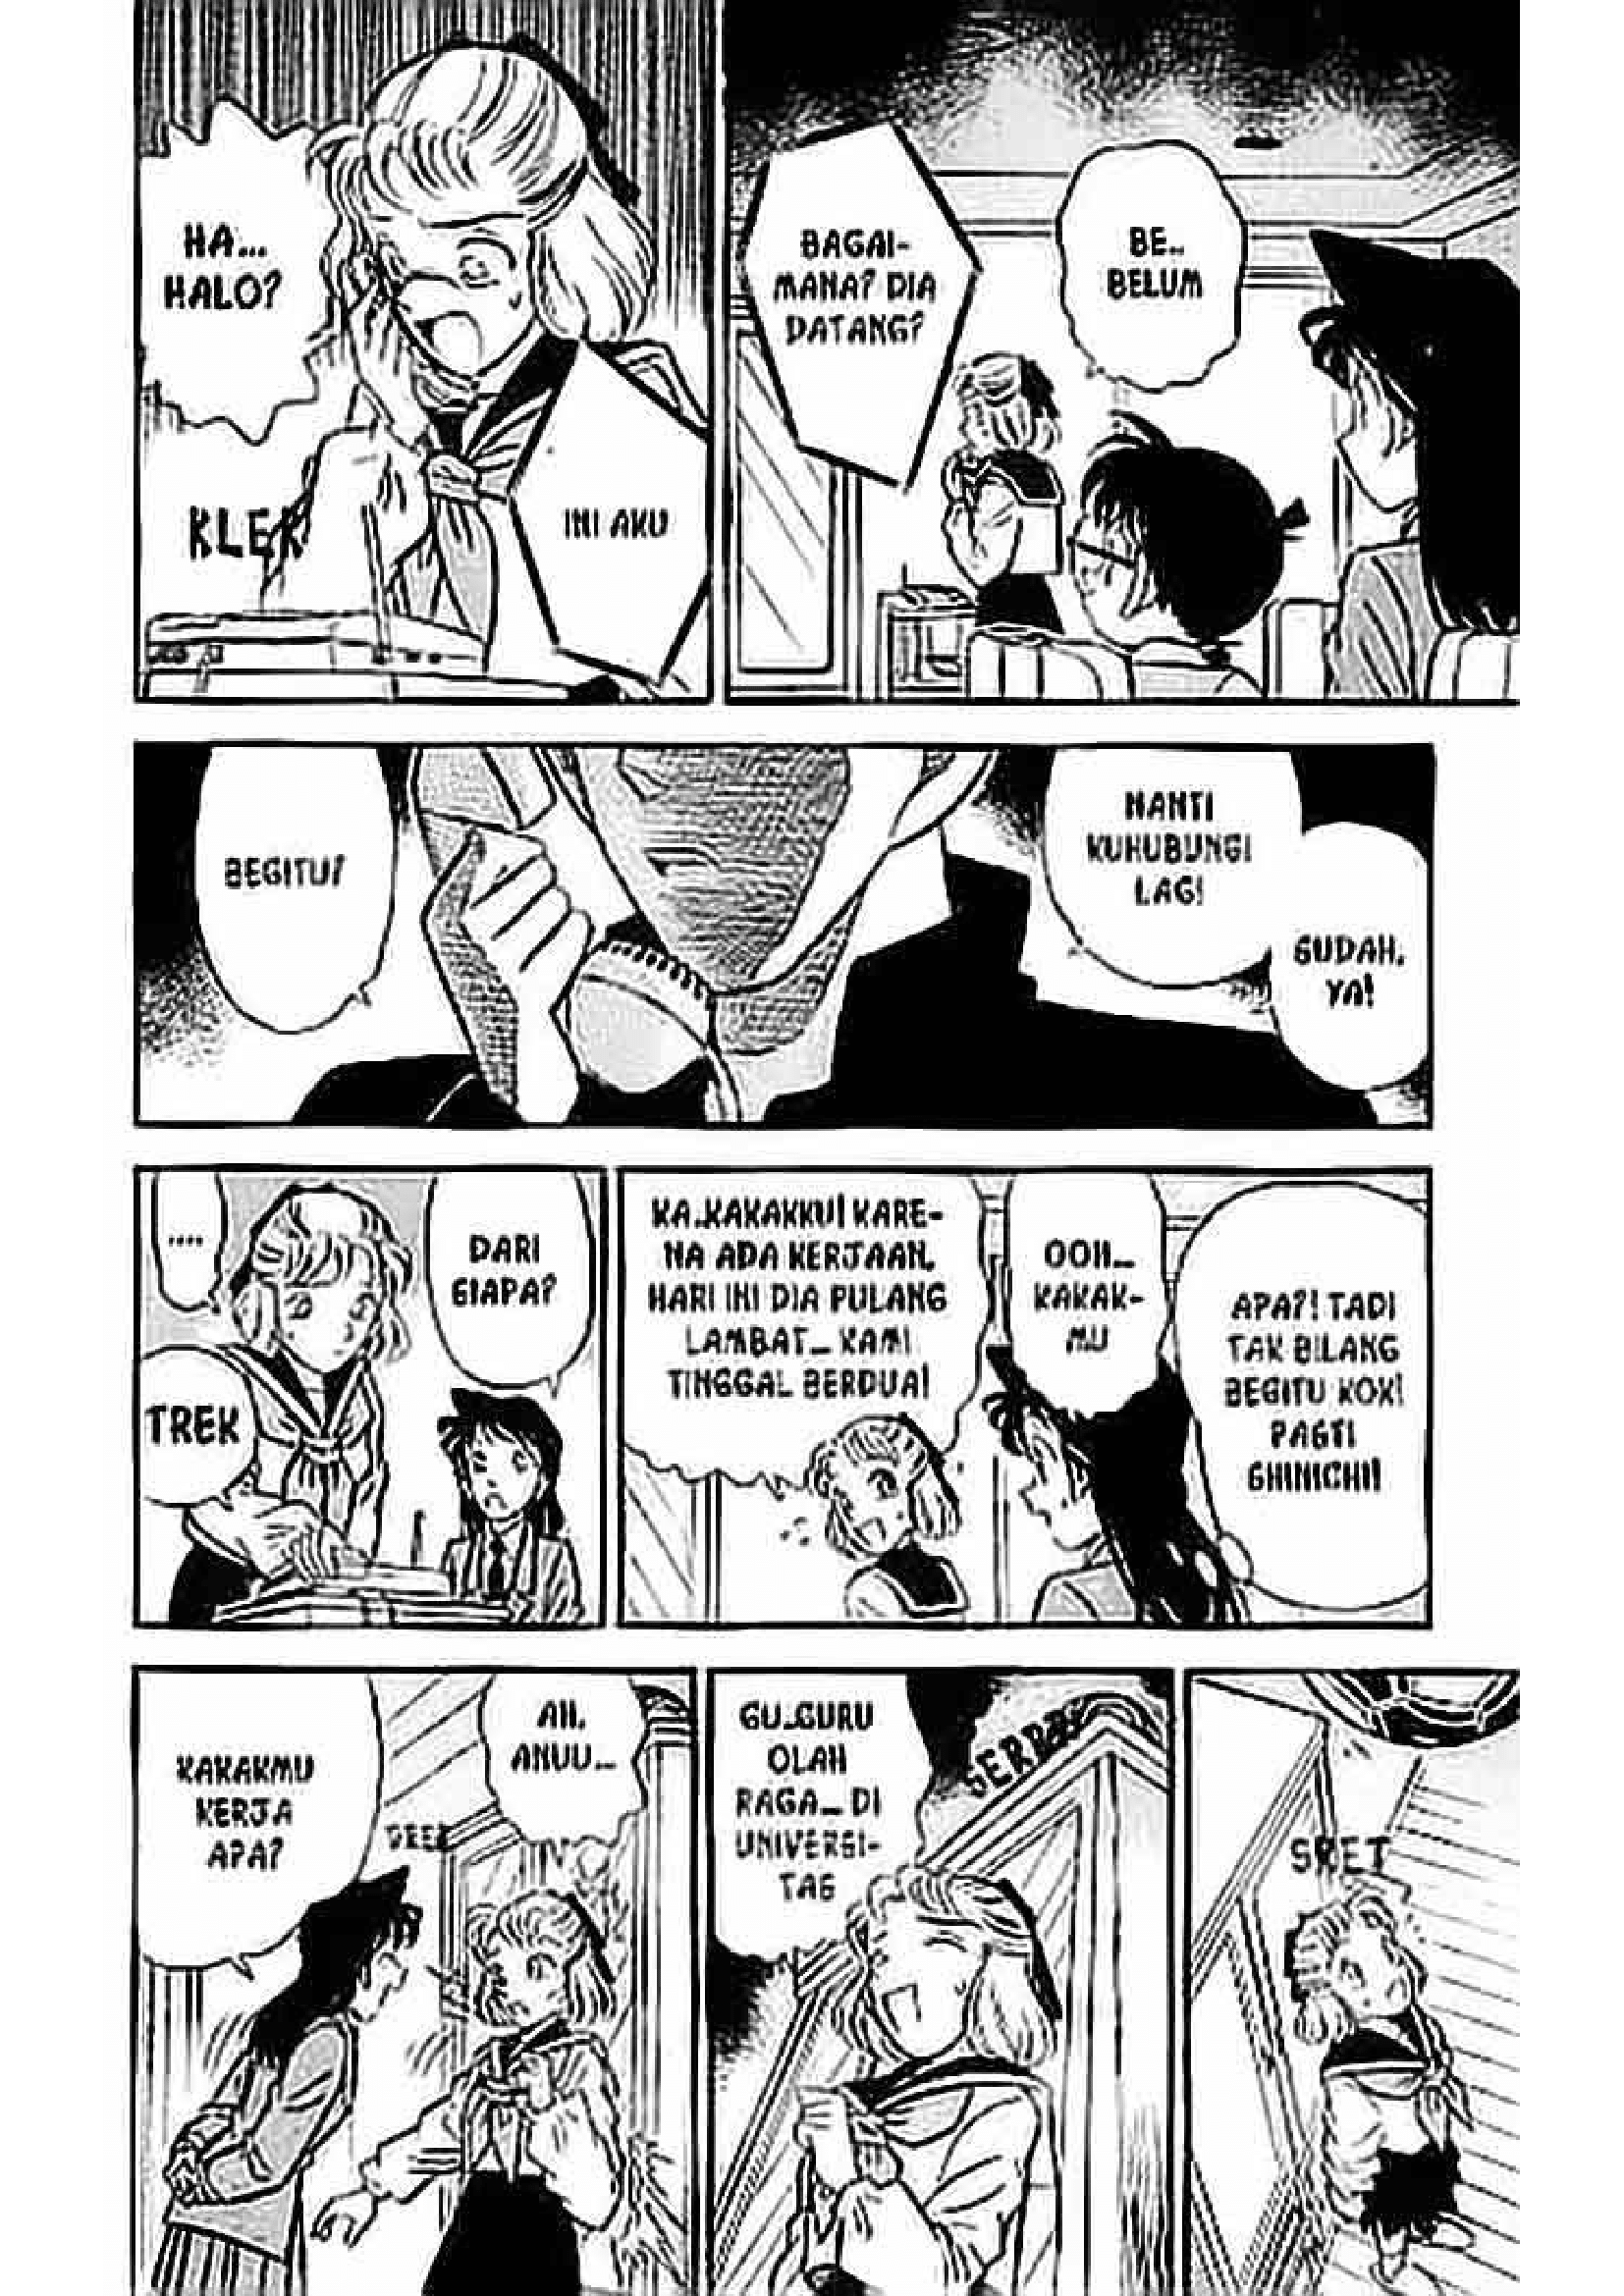 HA...
HALO?
KLEK
INI AKU
BAGAI-
MANA? DIA
DATANG?
BE..
BELUM
BEGITU?
NANTI
KUHUBUNGI
LAGI
SUDAH,
YA!
....
TREK
DARI
SIAPA?
KA..KAKAKKU! KARE-
NA ADA KERJAAN,
HARI INI DIA PULANG
LAMBAT... KAMI
TINGGAL BERDUA!
OOH...
KAKAK-
MU
APA?! TADI
TAK BILANG
BEGITU KOK!
PASTI
SHINICHI!
KAKAKMU
KERJA
APA?
AH,
ANUU...
GU..GURU
OLAH
RAGA... DI
UNIVERSI-
TAS
SRET